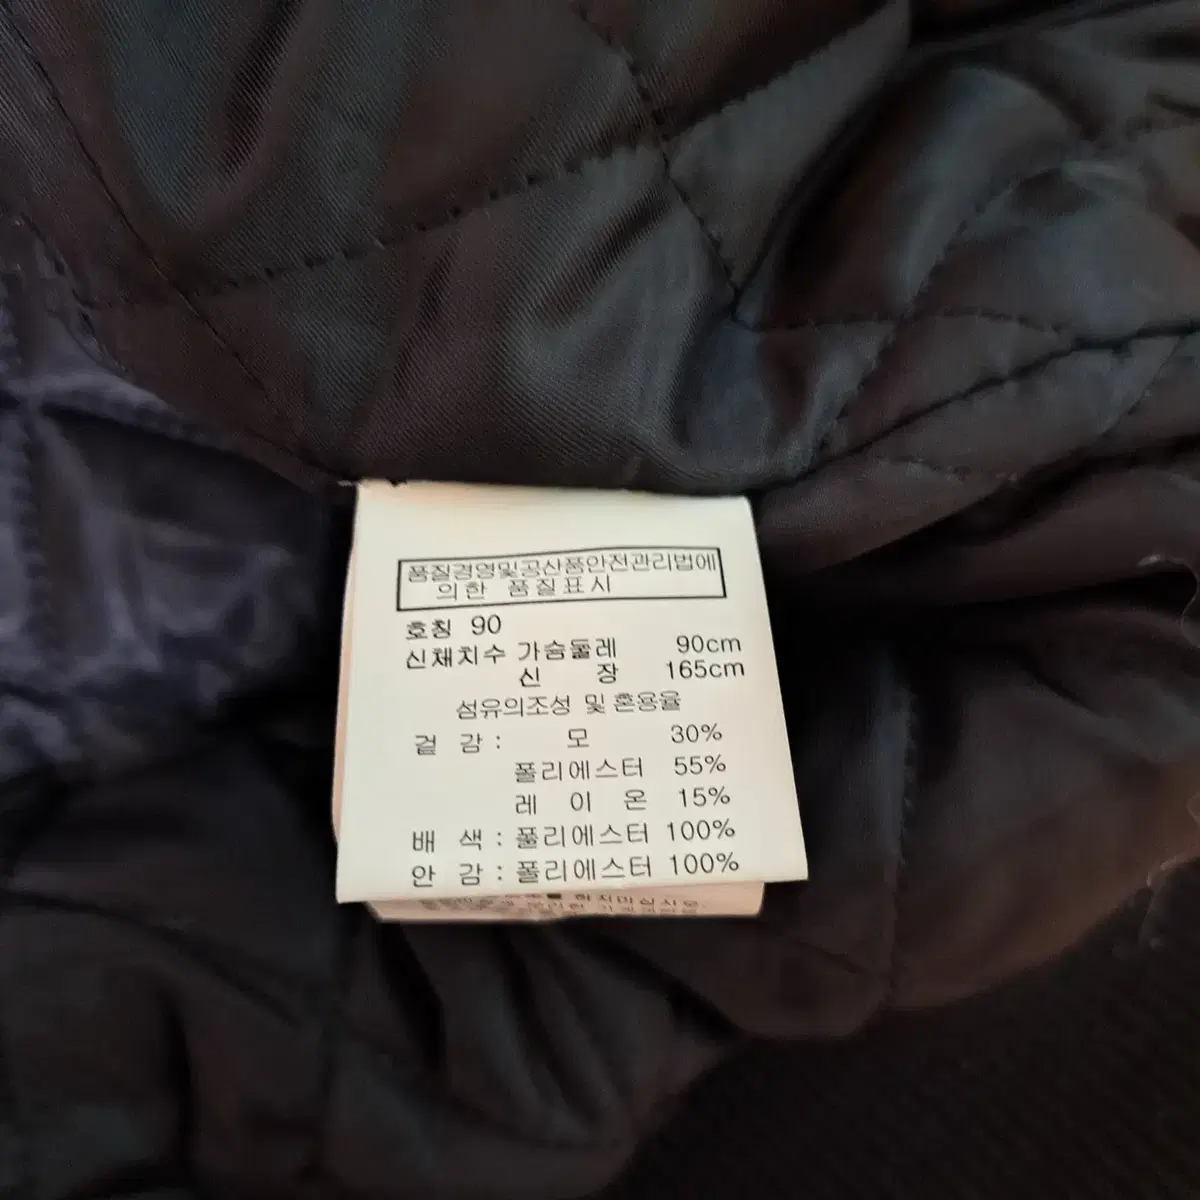 품질경영및공산품안전관리법에
의한 품질표시
호칭 90
신체치수 가슴둘레 90cm
신 장 165cm
섬유의조성 및 혼용율
겉 감 : 모 30%
폴리에스터 55%
레 이 온 15%
배 색 : 폴리에스터 100%
안 감 : 폴리에스터 100%